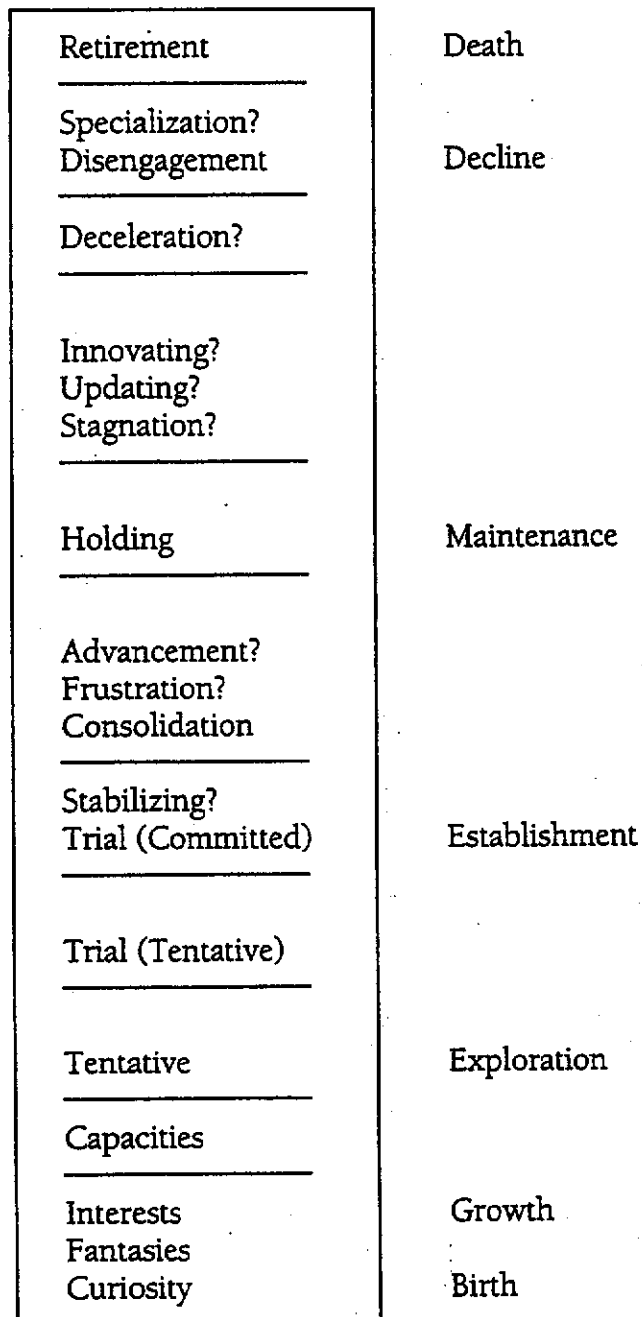 Retirement Death
Specialization?
Disengagement Decline
Deceleration?
Innovating?
Updating?
Stagnation?
Holding Maintenance
Advancement?
Frustration?
Consolidation
Stabilizing?
Trial (Committed) Establishment
Trial (Tentative)
Tentative Exploration
Capacities
Interests Growth
Fantasies
Curiosity Birth